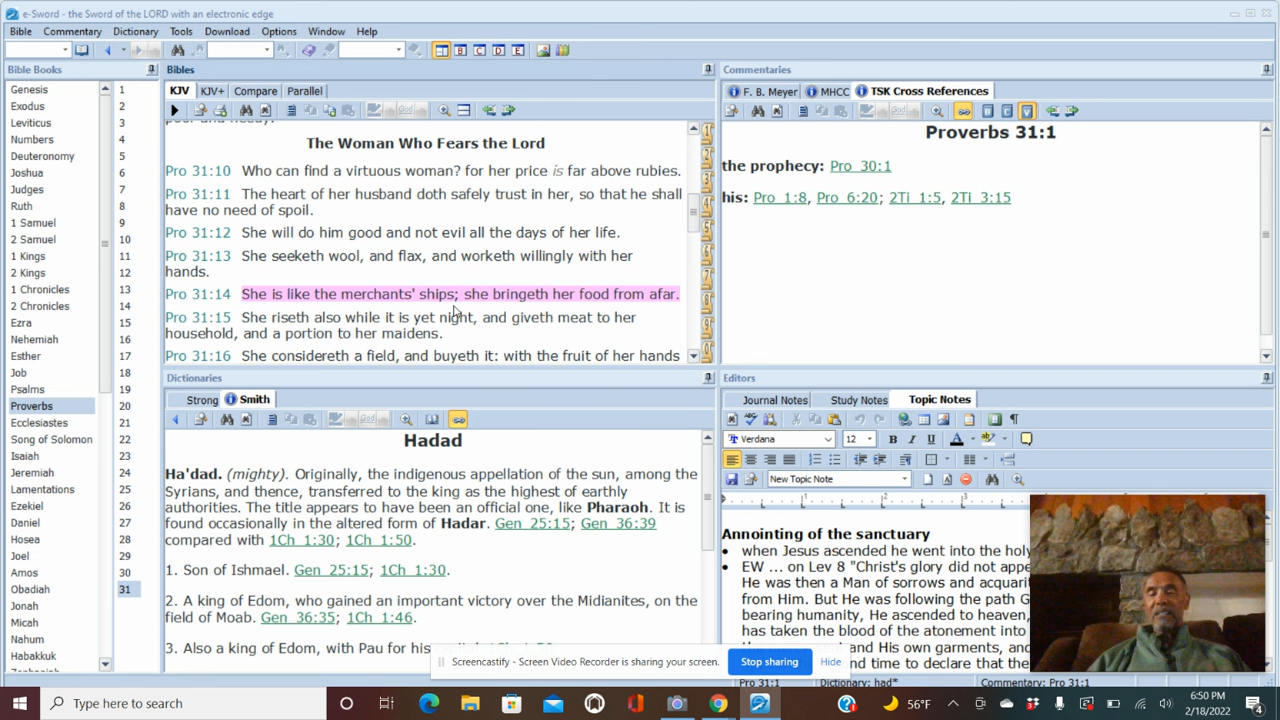 e-Sword - the Sword of the LORD with an electronic edge
Bible Commentary Dictionary Tools Download Options Window Help
B C D E
Bible Books
Genesis
Exodus
Leviticus
Numbers
Deuteronomy
Joshua
Judges
Ruth
1 Samuel
2 Samuel
1 Kings
2 Kings
1 Chronicles
2 Chronicles
Ezra
Nehemiah
Esther
Job
Psalms
Proverbs
Ecclesiastes
Song of Solomon
Isaiah
Jeremiah
Lamentations
Ezekiel
Daniel
Hosea
Joel
Amos
Obadiah
Jonah
Micah
Nahum
Habakkuk
1
2
3
4
5
6
7
8
9
10
11
12
13
14
15
16
17
18
19
20
21
22
23
24
25
26
27
28
29
30
31
Bibles
KJV KJV+ Compare Parallel
The Woman Who Fears the Lord
Pro 31:10 Who can find a virtuous woman? for her price is far above rubies.
Pro 31:11 The heart of her husband doth safely trust in her, so that he shall
have no need of spoil.
Pro 31:12 She will do him good and not evil all the days of her life.
Pro 31:13 She seeketh wool, and flax, and worketh willingly with her
hands.
Pro 31:14 She is like the merchants' ships; she bringeth her food from afar.
Pro 31:15 She riseth also while it is yet night, and giveth meat to her
household, and a portion to her maidens.
Pro 31:16 She considereth a field, and buyeth it: with the fruit of her hands
Dictionaries
Strong Smith
Hadad
Ha'dad. (mighty). Originally, the indigenous appellation of the sun, among the
Syrians, and thence, transferred to the king as the highest of earthly
authorities. The title appears to have been an official one, like Pharaoh. It is
found occasionally in the altered form of Hadar. Gen 25:15; Gen 36:39
compared with 1Ch 1:30; 1Ch 1:50.
1. Son of Ishmael. Gen 25:15; 1Ch 1:30.
2. A king of Edom, who gained an important victory over the Midianites, on the
field of Moab. Gen 36:35; 1Ch 1:46.
3. Also a king of Edom, with Pau for his
Commentaries
F. B. Meyer MHCC TSK Cross References
Proverbs 31:1
the prophecy: Pro 30:1
his: Pro 1:8, Pro 6:20; 2Ti 1:5, 2Ti 3:15
Editors
Journal Notes Study Notes Topic Notes
Verdana 12 B I U A
New Topic Note
Annointing of the sanctuary
• when Jesus ascended he went into the holy
• EW ... on Lev 8 "Christ's glory did not appe
He was then a Man of sorrows and acquaint
from Him. But He was following the path G
bearing humanity, He ascended to heaven,
has taken the blood of the atonement into
and His own garments, and
nd time to declare that the
Screencastify - Screen Video Recorder is sharing your screen. Stop sharing Hide
Pro 31:1 Dictionary: had* Commentary: Pro 31:1
Type here to search
56°F
6:50 PM
2/18/2022